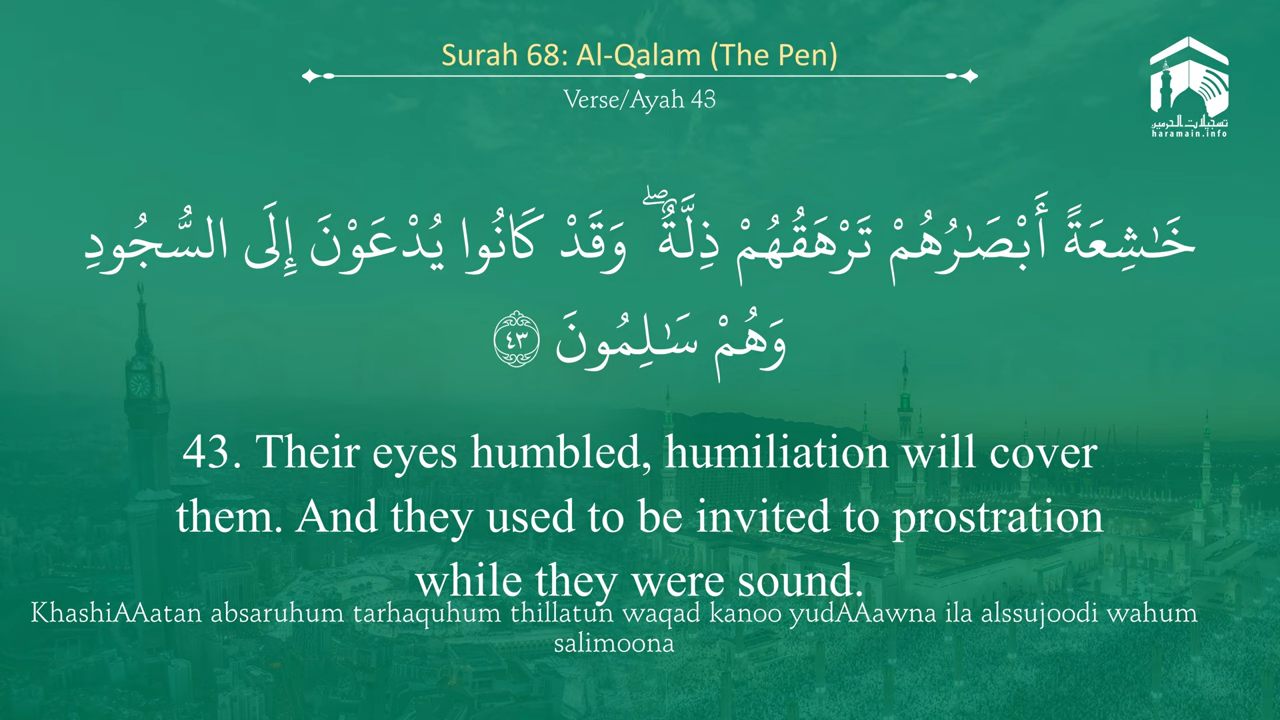 Surah 68: Al-Qalam (The Pen)
Verse/Ayah 43
تسجيلات الحرمين
haramain.info
خَـٰشِعَةً أَبْصَـٰرُهُمْ تَرْهَقُهُمْ ذِلَّةٌ ۖ وَقَدْ كَانُوا يُدْعَوْنَ إِلَى السُّجُودِ
وَهُمْ سَـٰلِمُونَ ﴿٤٣﴾
43. Their eyes humbled, humiliation will cover
them. And they used to be invited to prostration
while they were sound.
KhashiAAatan absaruhum tarhaquhum thillatun waqad kanoo yudAAawna ila alssujoodi wahum
salimoona